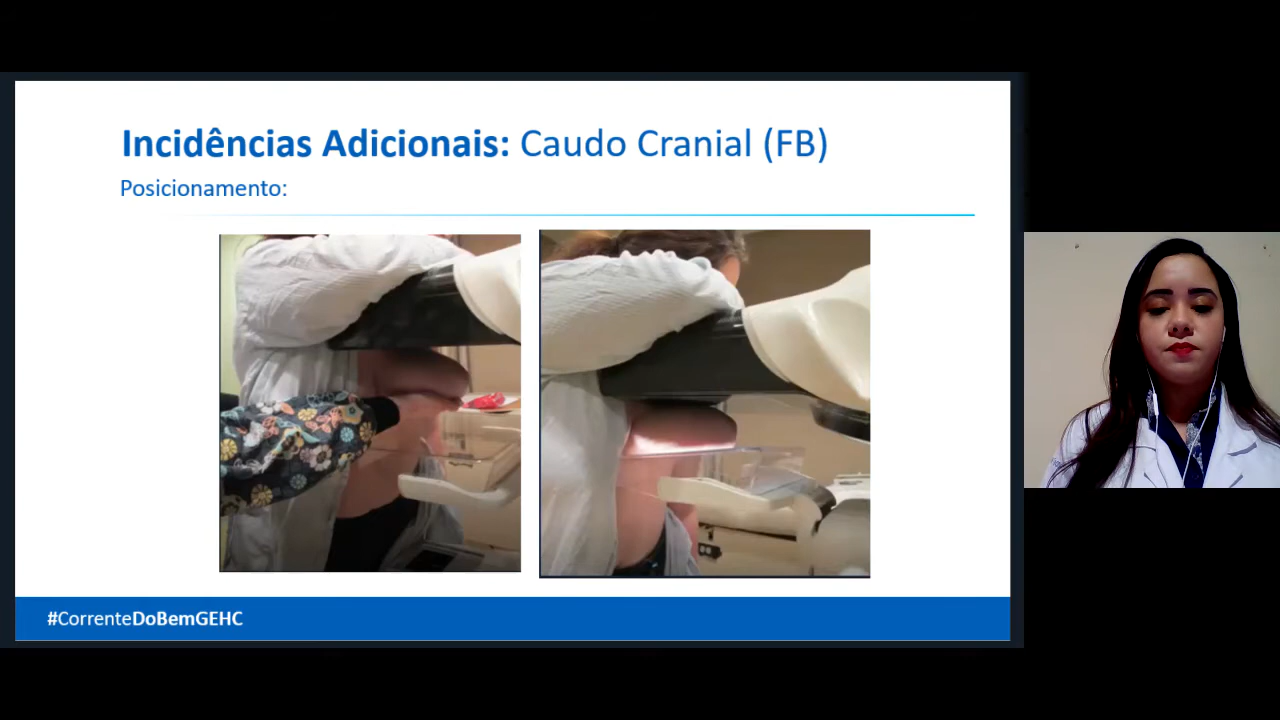 Incidências Adicionais: Caudo Cranial (FB)
Posicionamento:
#CorrenteDoBemGEHC